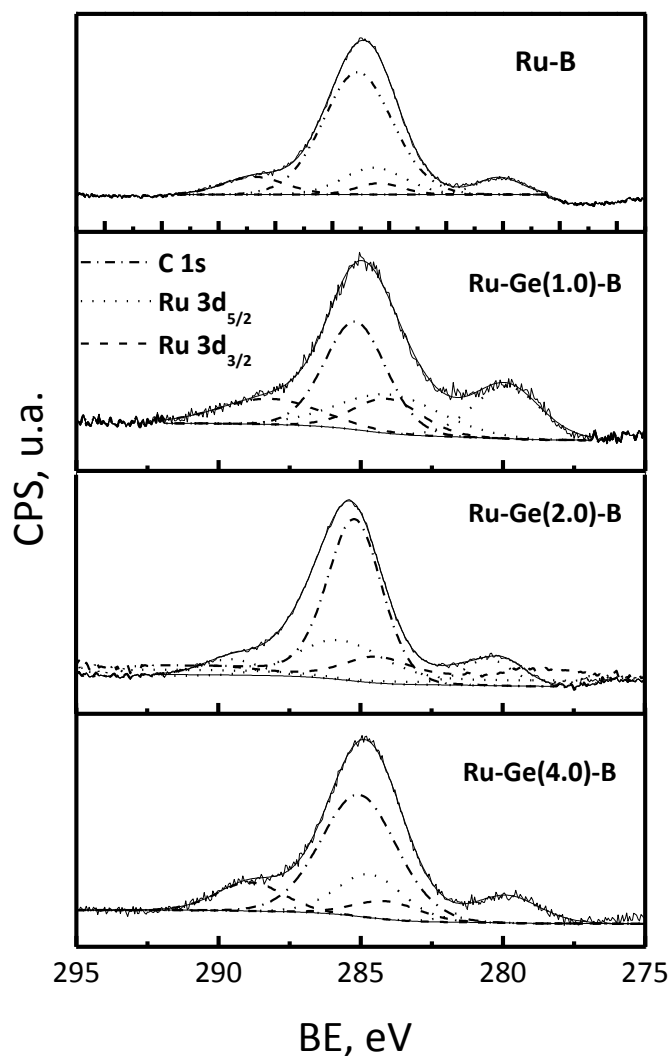 Ru-B
C 1s
Ru 3d5/2
Ru 3d3/2
Ru-Ge(1.0)-B
CPS, u.a.
Ru-Ge(2.0)-B
Ru-Ge(4.0)-B
295 290 285 280 275
BE, eV